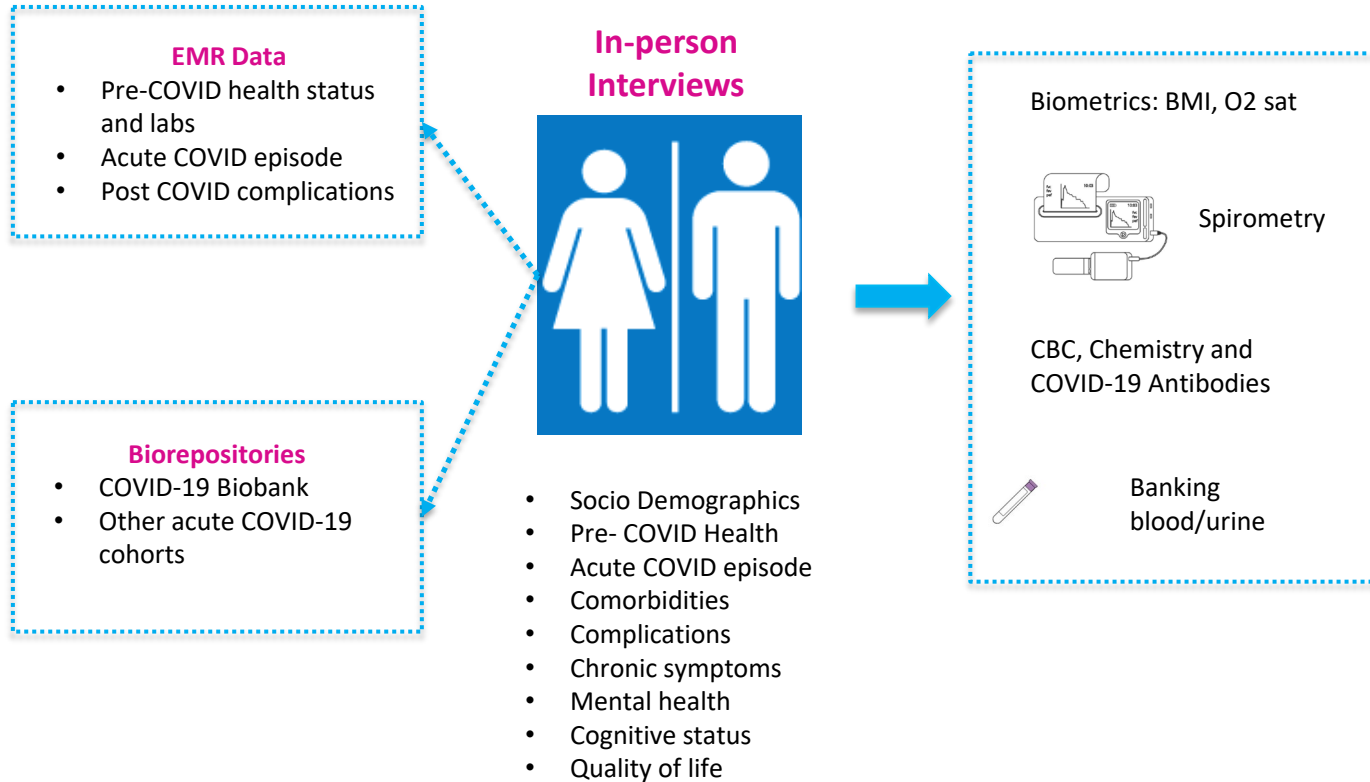 EMR Data
• Pre-COVID health status
and labs
• Acute COVID episode
• Post COVID complications
Biorepositories
• COVID-19 Biobank
• Other acute COVID-19
cohorts
In-person
Interviews
• Socio Demographics
• Pre- COVID Health
• Acute COVID episode
• Comorbidities
• Complications
• Chronic symptoms
• Mental health
• Cognitive status
• Quality of life
Biometrics: BMI, O2 sat
Spirometry
CBC, Chemistry and
COVID-19 Antibodies
Banking
blood/urine